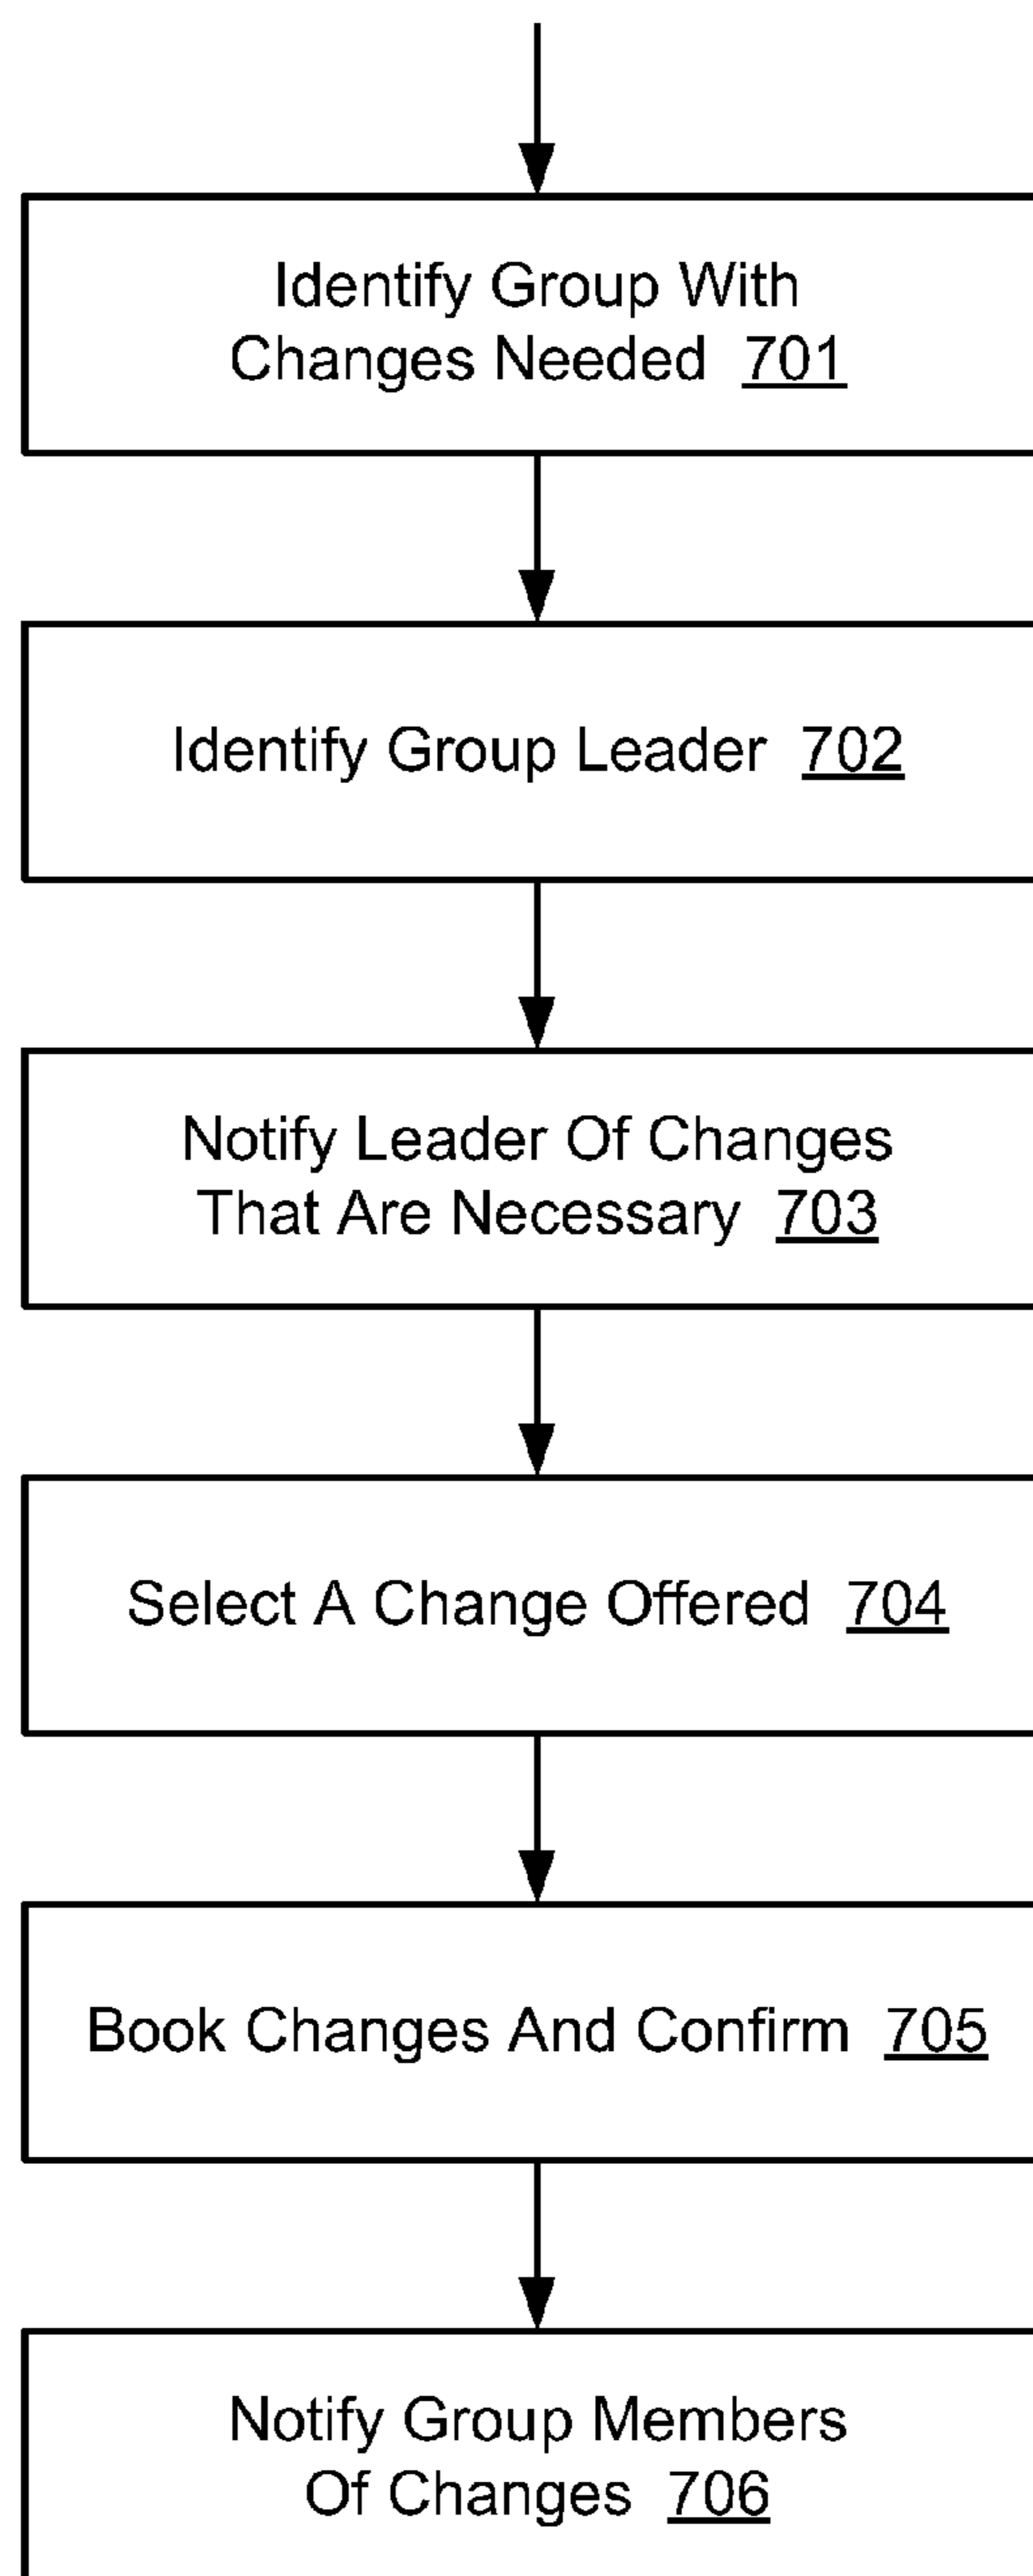 Identify Group With
Changes Needed 701
Identify Group Leader 702
Notify Leader Of Changes
That Are Necessary 703
Select A Change Offered 704
Book Changes And Confirm 705
Notify Group Members
Of Changes 706